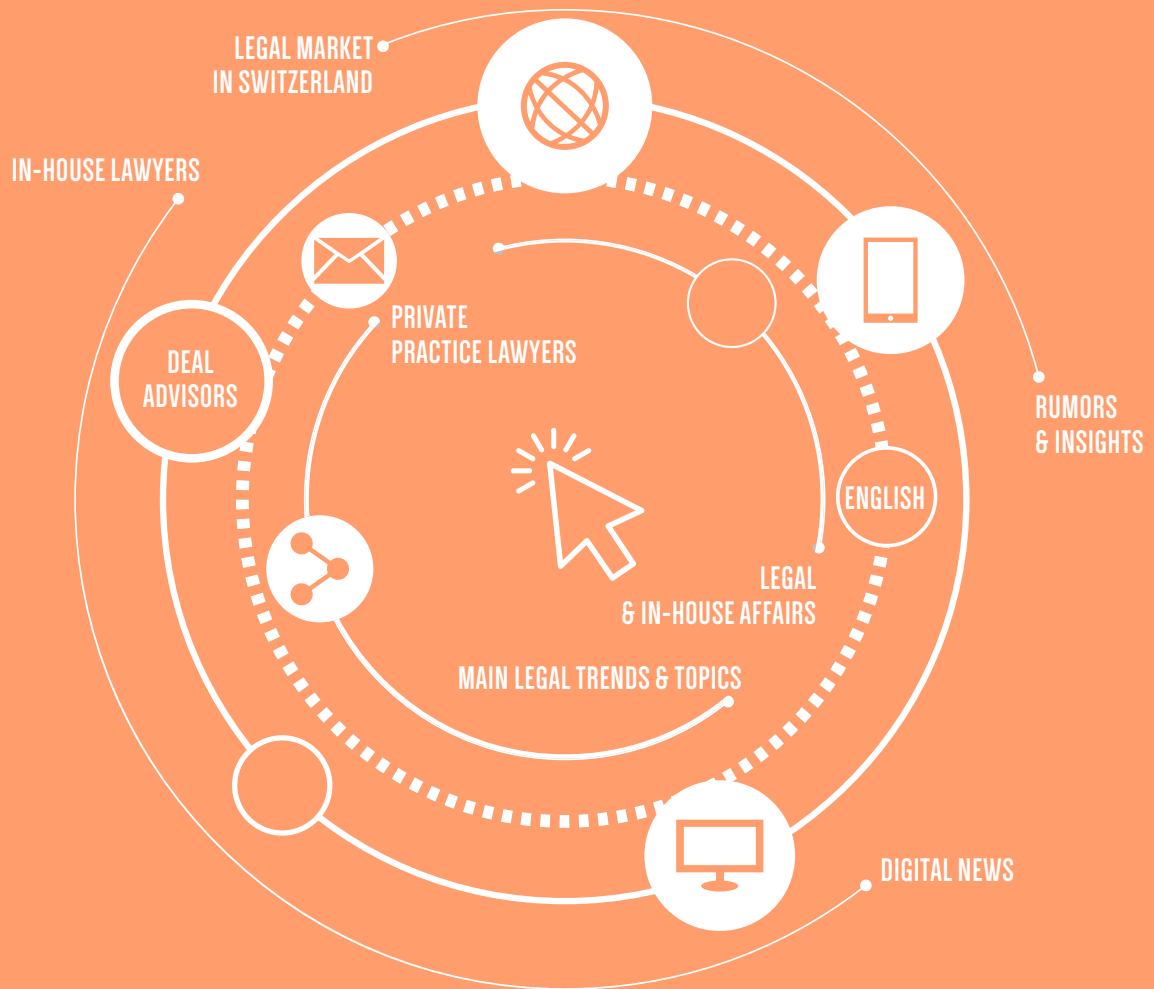 LEGAL MARKET
IN SWITZERLAND
IN-HOUSE LAWYERS
PRIVATE
PRACTICE LAWYERS
DEAL
ADVISORS
RUMORS
& INSIGHTS
ENGLISH
LEGAL
& IN-HOUSE AFFAIRS
MAIN LEGAL TRENDS & TOPICS
DIGITAL NEWS